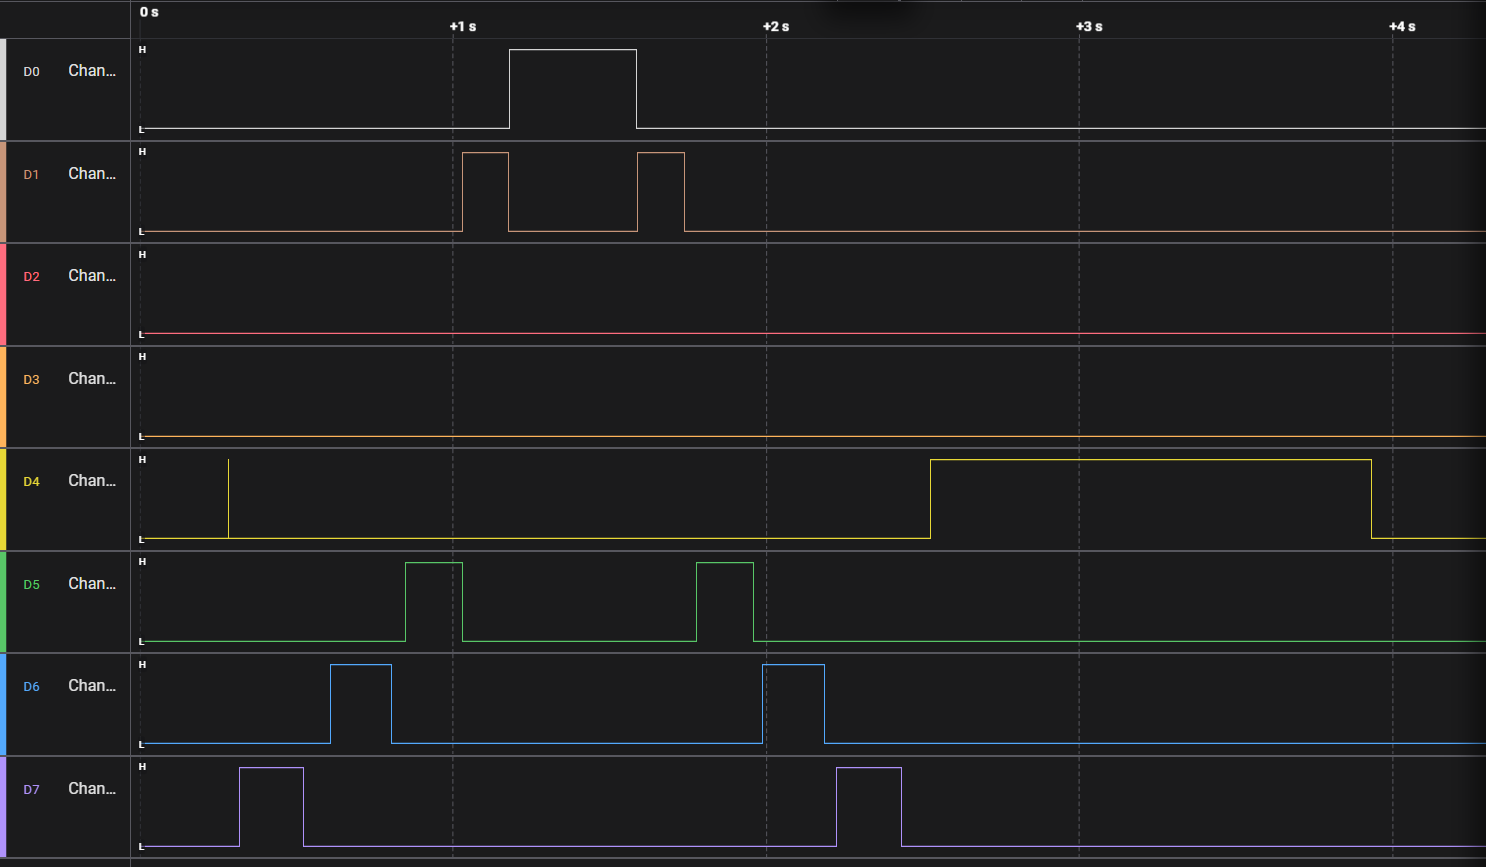 0 s
+1 s +2 s +3 s +4 s
H
D0 Chan...
L
H
D1 Chan...
L
H
D2 Chan...
L
H
D3 Chan...
L
H
D4 Chan...
L
H
D5 Chan...
L
H
D6 Chan...
L
H
D7 Chan...
L